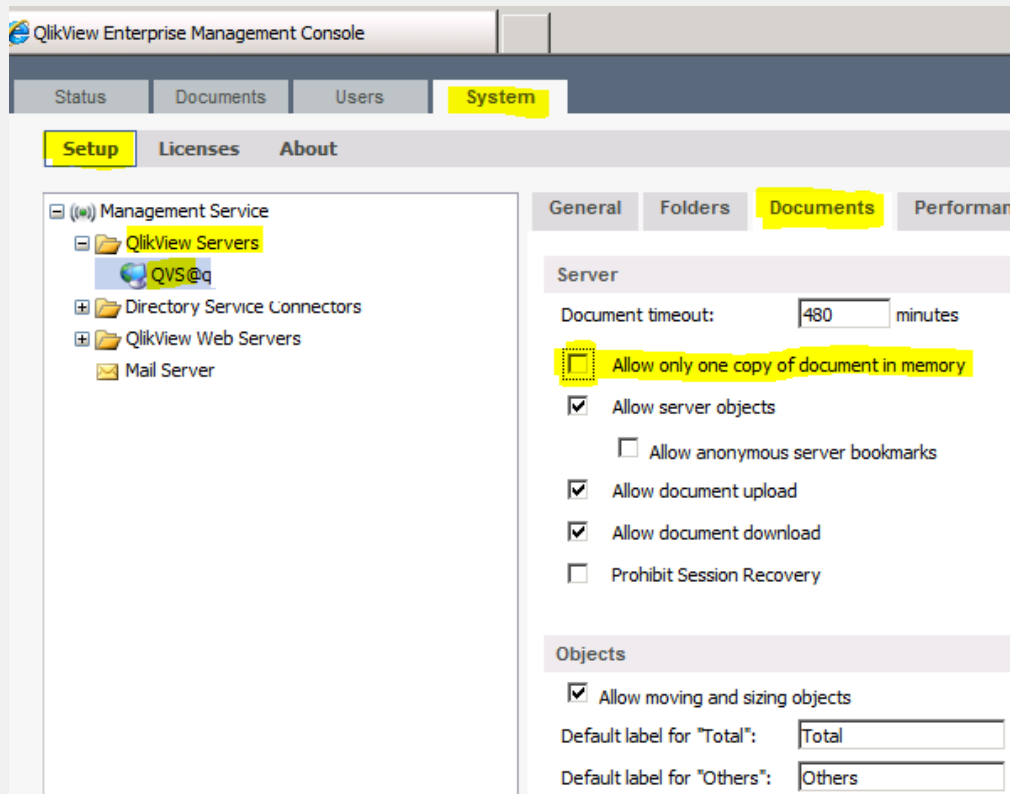 QlikView Enterprise Management Console
Status Documents Users System
Setup Licenses About
Management Service
QlikView Servers
QVS@q
Directory Service Connectors
QlikView Web Servers
Mail Server
General Folders Documents Performan
Server
Document timeout: 480 minutes
Allow only one copy of document in memory
Allow server objects
Allow anonymous server bookmarks
Allow document upload
Allow document download
Prohibit Session Recovery
Objects
Allow moving and sizing objects
Default label for "Total": Total
Default label for "Others": Others